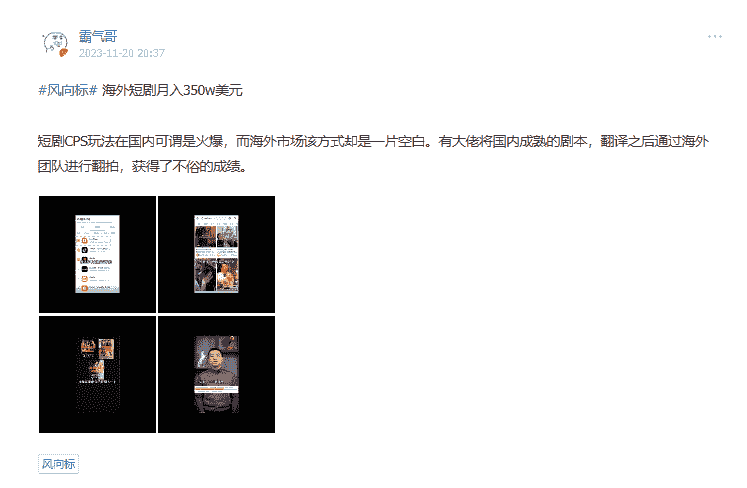 霸气哥
2023-11-20 20:37
#风向标# 海外短剧月入350w美元
短剧CPS玩法在国内可谓是火爆，而海外市场该方式却是一片空白。有大佬将国内成熟的剧本，翻译之后通过海外
团队进行翻拍，获得了不俗的成绩。
风向标